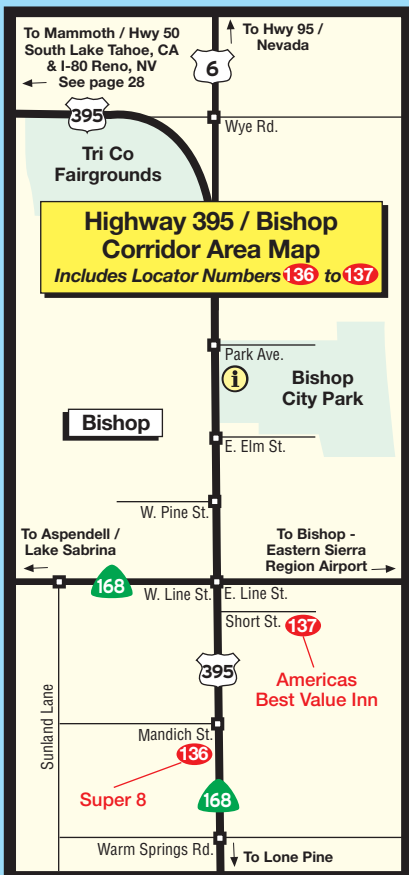 To Mammoth / Hwy 50
South Lake Tahoe, CA
& I-80 Reno, NV
See page 28
To Hwy 95 /
Nevada
6
395
Wye Rd.
Tri Co
Fairgrounds
Highway 395 / Bishop
Corridor Area Map
Includes Locator Numbers 136 to 137
Park Ave.
i
Bishop
City Park
Bishop
E. Elm St.
W. Pine St.
To Aspendell /
Lake Sabrina
To Bishop -
Eastern Sierra
Region Airport
168
W. Line St.
E. Line St.
Short St.
137
395
Americas
Best Value Inn
Sunland Lane
Mandich St.
136
Super 8
168
Warm Springs Rd.
To Lone Pine